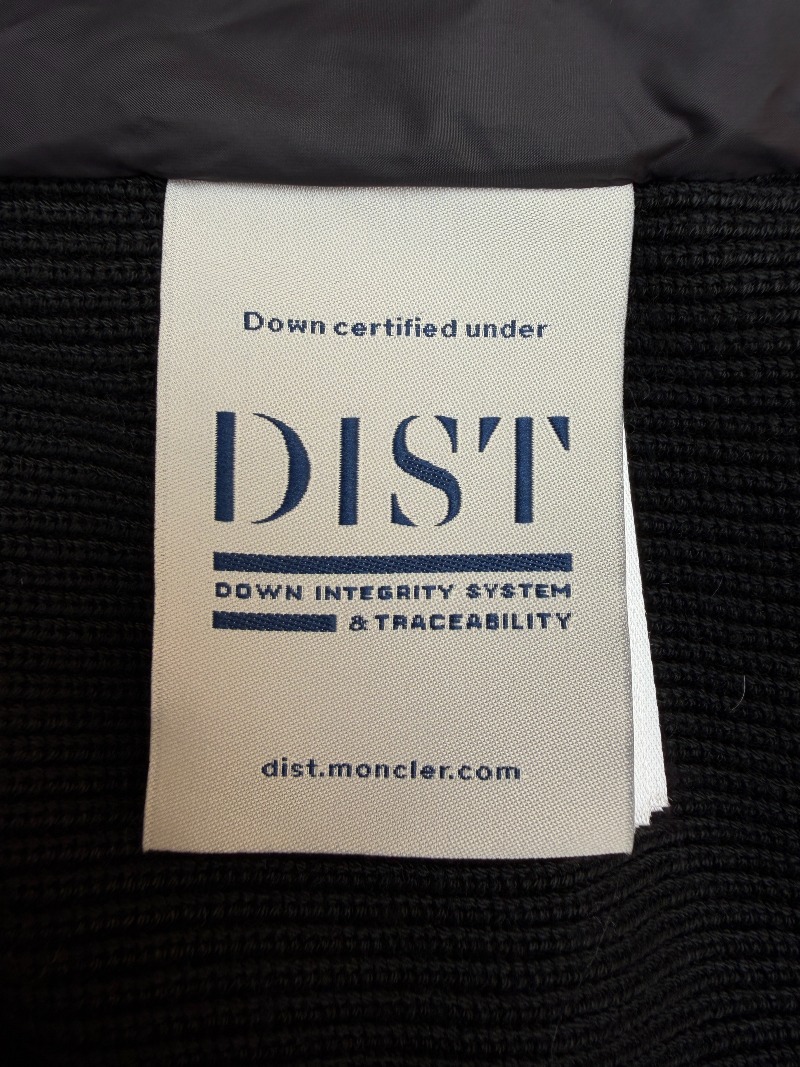 Down certified under
DIST
DOWN INTEGRITY SYSTEM
& TRACEABILITY
dist.moncler.com